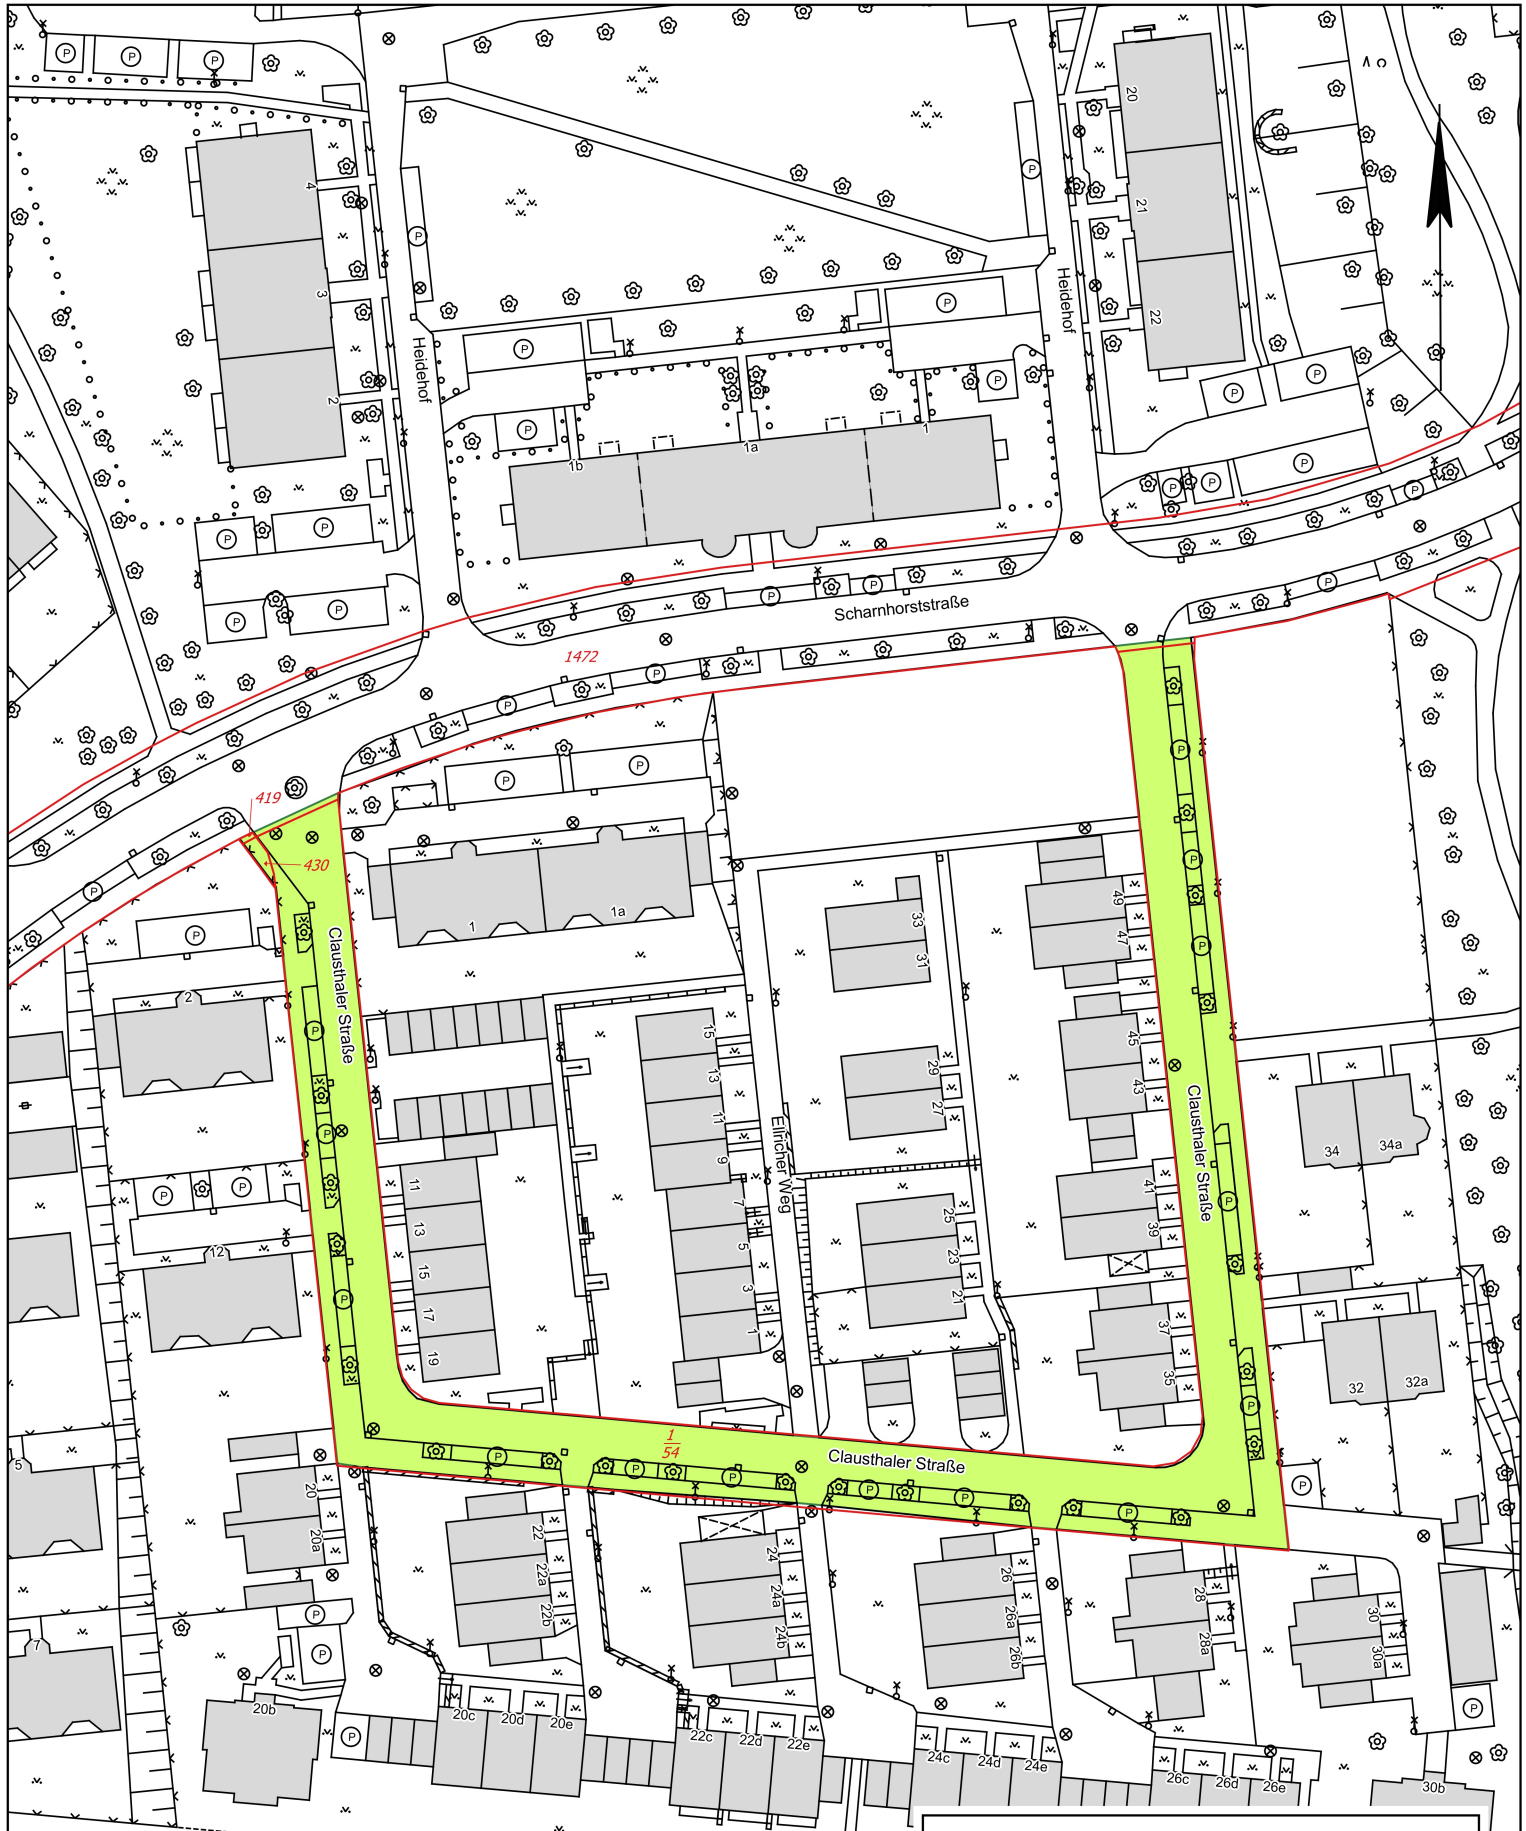 P
P
P
4
3
2
Heidehof
P
P
P
1b
1a
1
P
P
Heidehof
P
20
21
22
P
P
P
P
P
P
P
P
P
P
P
P
Scharnhorststraße
1472
P
P
P
419
430
P
P
1
1a
Clausthaler Straße
P
P
2
P
P
12
P
P
P
11
13
15
17
19
15
13
11
9
7
5
3
1
Ellricher Weg
33
31
29
27
25
23
21
49
47
45
43
41
39
37
35
P
P
P
Clausthaler Straße
P
P
34
34a
32
32a
P
1
54
Clausthaler Straße
P
P
P
P
P
P
5
7
20
20a
P
P
20b
P
20c
20d
20e
22
22a
22b
22c
22d
22e
24
24a
24b
24c
24d
24e
26
26a
26b
26c
26d
26e
28
28a
30
30a
P
30b